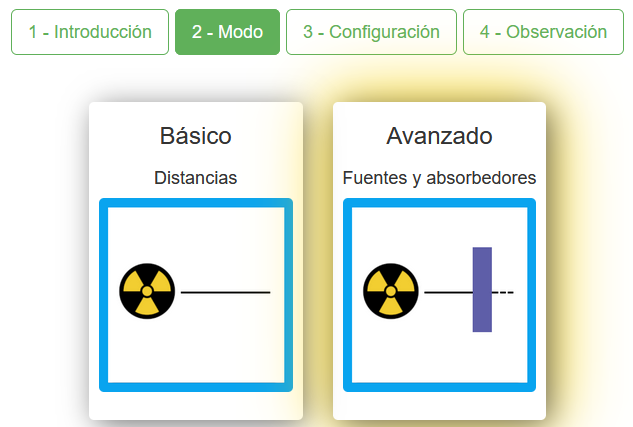 1 - Introducción
2 - Modo
3 - Configuración
4 - Observación
Básico
Distancias
Avanzado
Fuentes y absorbedores